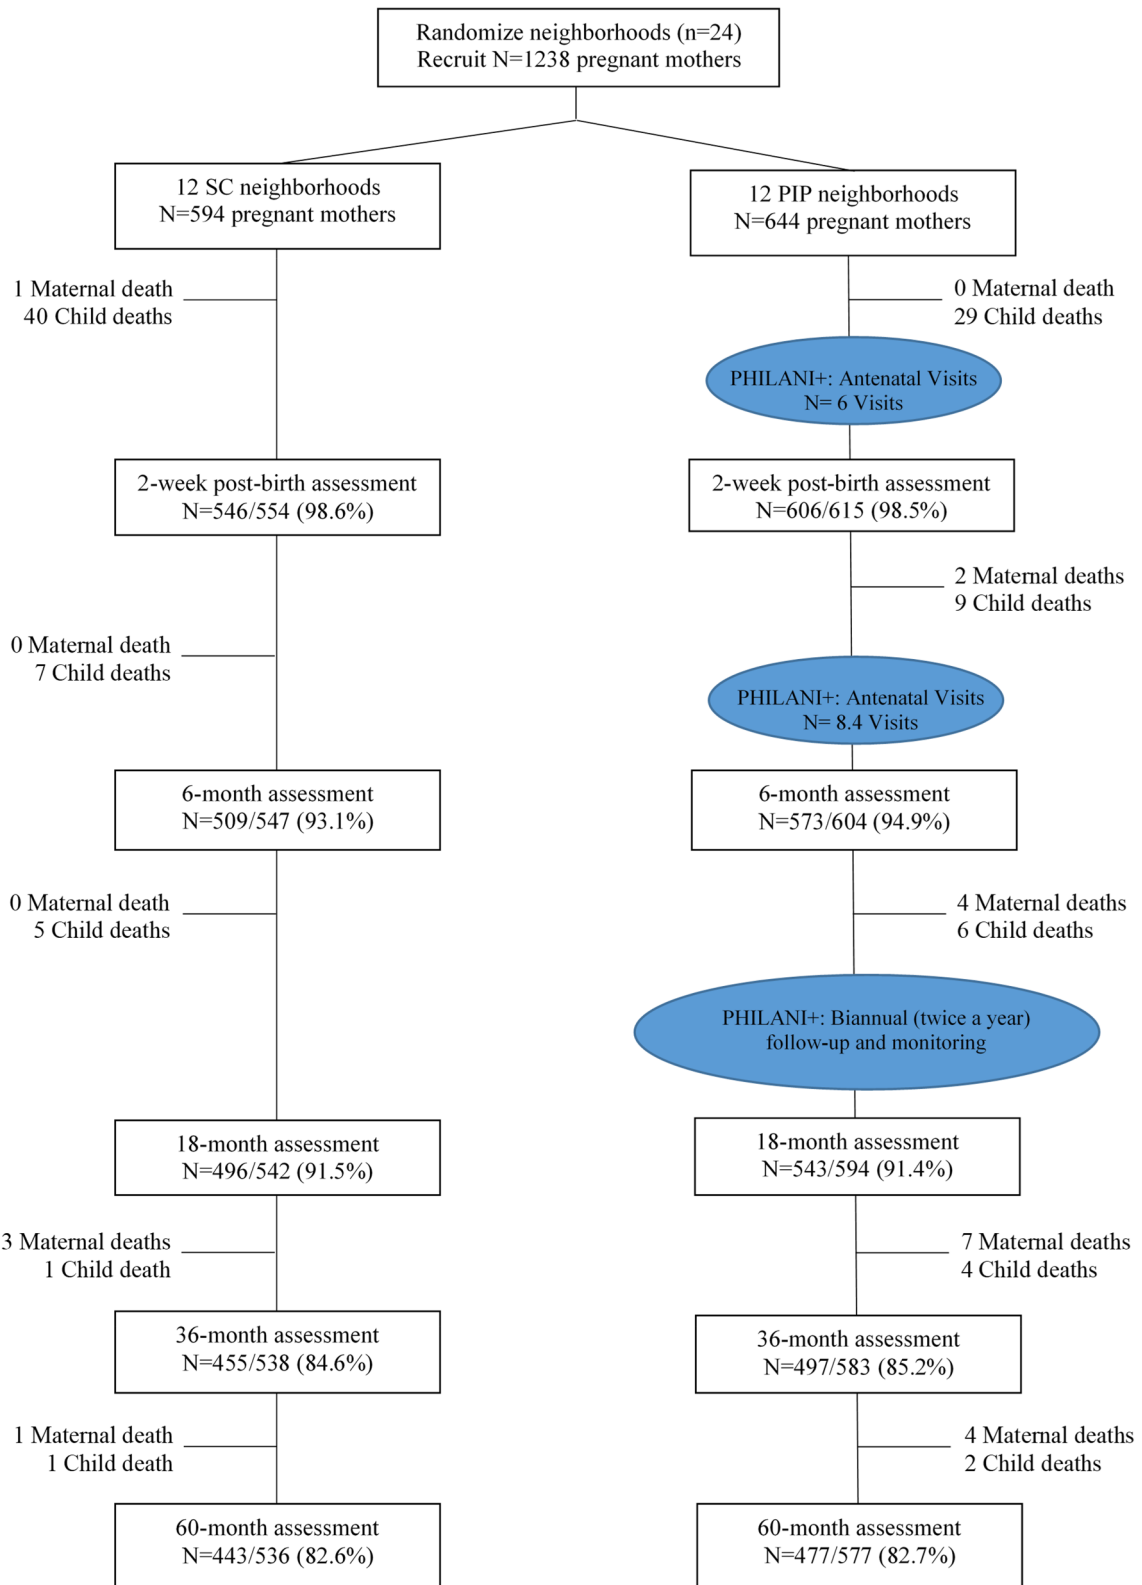 Randomize neighborhoods (n=24)
Recruit N=1238 pregnant mothers
12 SC neighborhoods
N=594 pregnant mothers
12 PIP neighborhoods
N=644 pregnant mothers
1 Maternal death
40 Child deaths
0 Maternal death
29 Child deaths
PHILANI+: Antenatal Visits
N= 6 Visits
2-week post-birth assessment
N=546/554 (98.6%)
2-week post-birth assessment
N=606/615 (98.5%)
2 Maternal deaths
9 Child deaths
0 Maternal death
7 Child deaths
PHILANI+: Antenatal Visits
N= 8.4 Visits
6-month assessment
N=509/547 (93.1%)
6-month assessment
N=573/604 (94.9%)
0 Maternal death
5 Child deaths
4 Maternal deaths
6 Child deaths
PHILANI+: Biannual (twice a year)
follow-up and monitoring
18-month assessment
N=496/542 (91.5%)
18-month assessment
N=543/594 (91.4%)
3 Maternal deaths
1 Child death
7 Maternal deaths
4 Child deaths
36-month assessment
N=455/538 (84.6%)
36-month assessment
N=497/583 (85.2%)
1 Maternal death
1 Child death
4 Maternal deaths
2 Child deaths
60-month assessment
N=443/536 (82.6%)
60-month assessment
N=477/577 (82.7%)